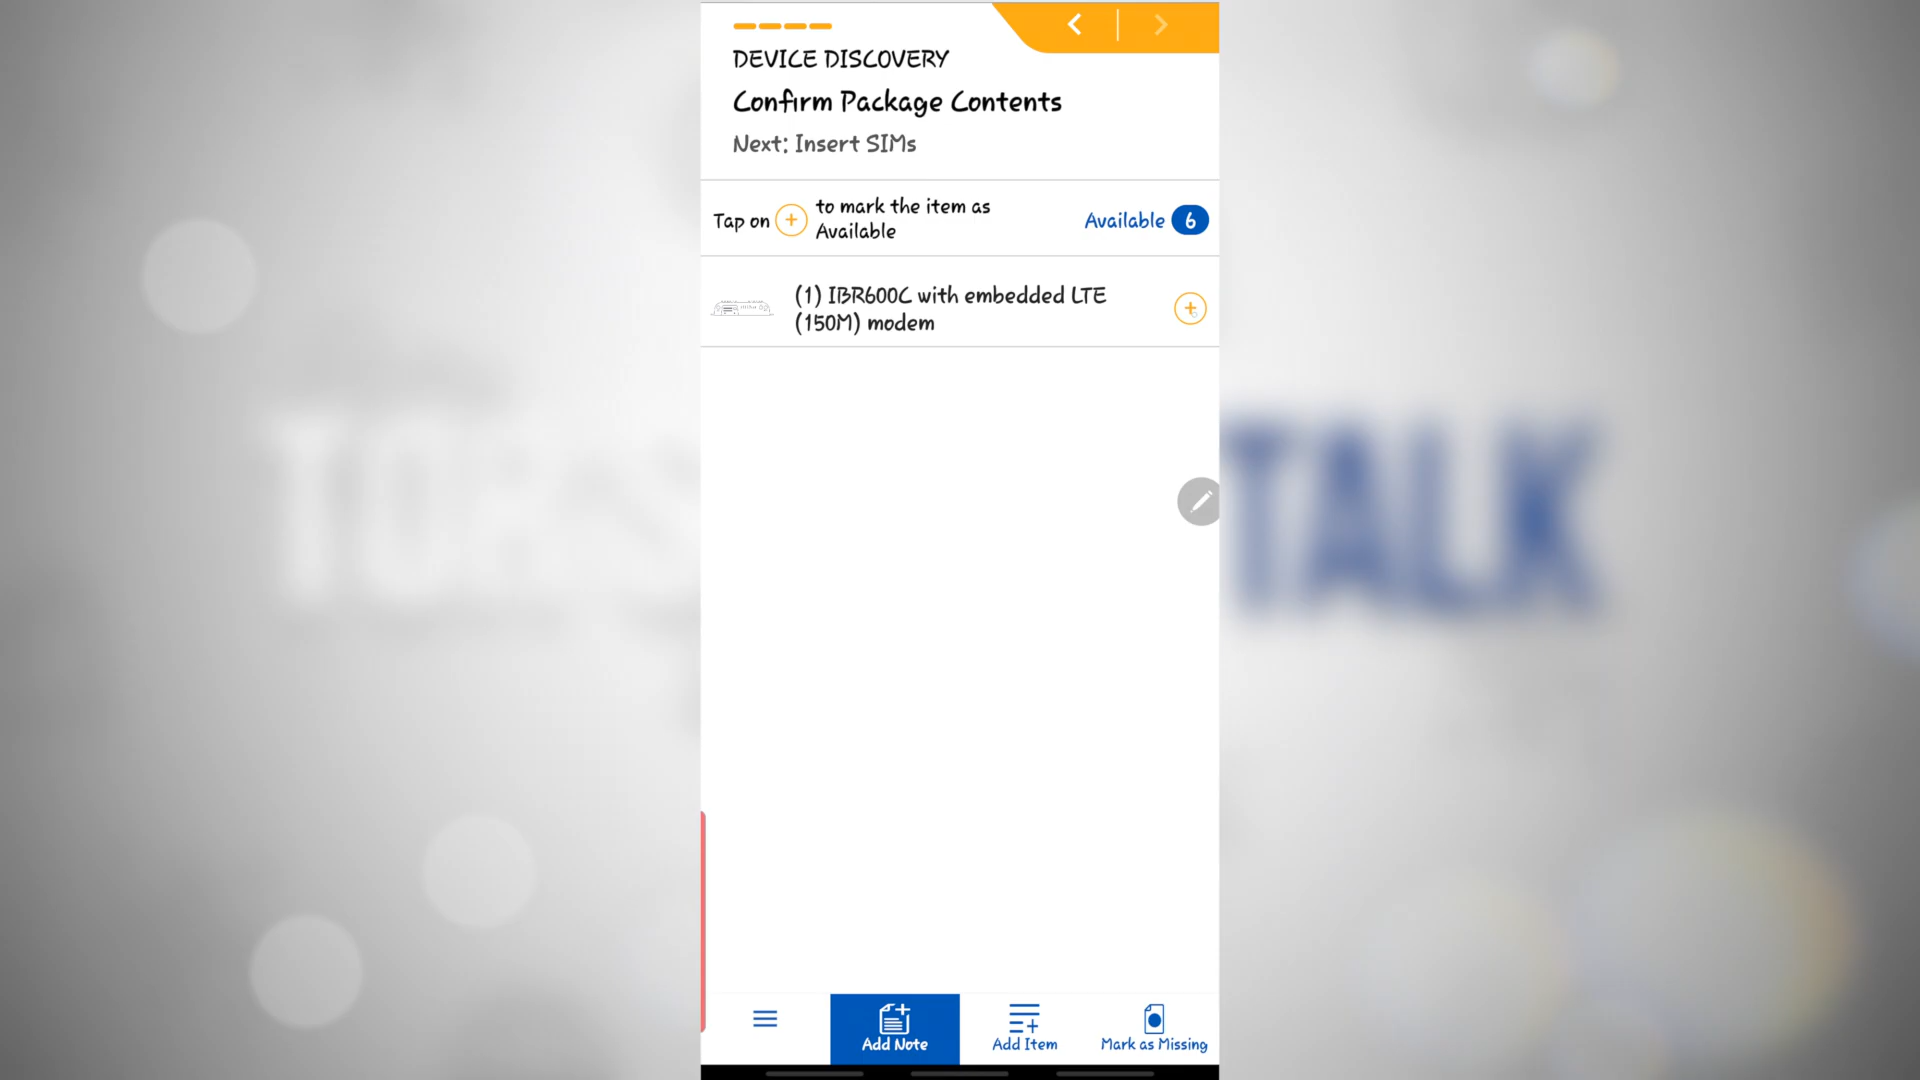 DEVICE DISCOVERY
Confirm Package Contents
Next: Insert SIMs
Tap on + to mark the item as
Available
Available 6
(1) IBR600C with embedded LTE
(150M) modem
TALK
Add Note
Add Item
Mark as Missing